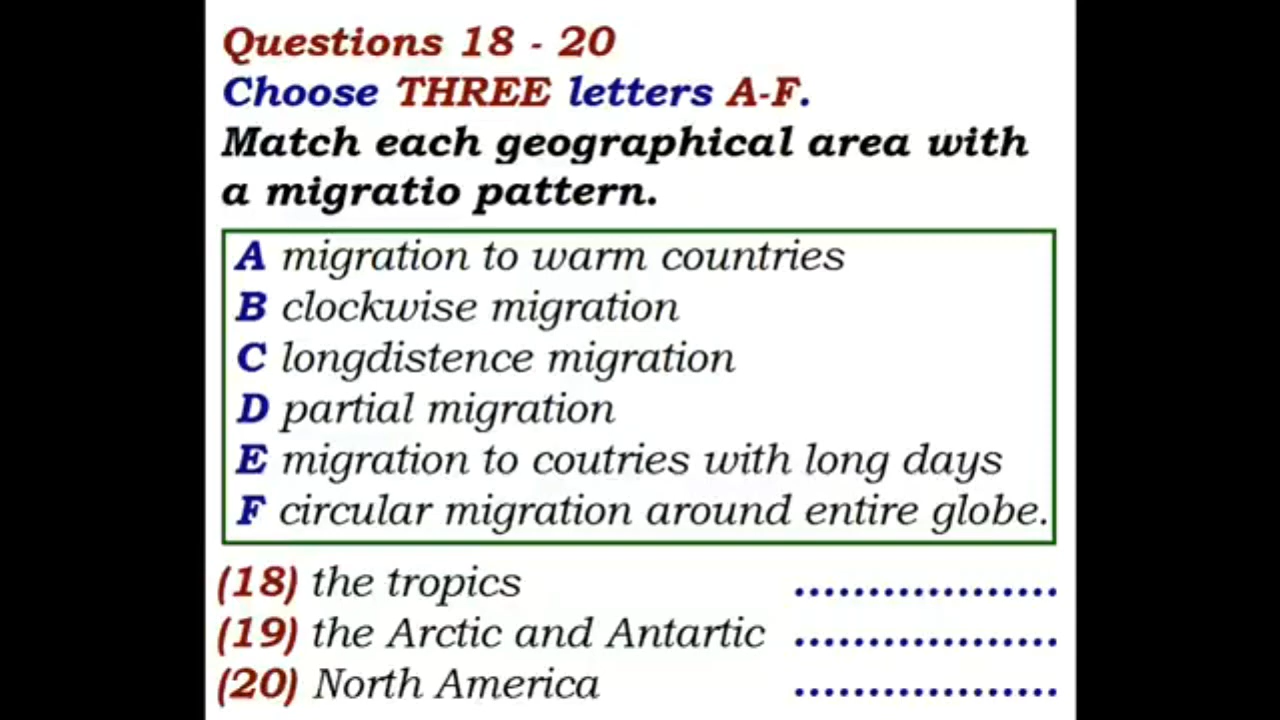 Questions 18 - 20
Choose THREE letters A-F.
Match each geographical area with
a migratio pattern.
A migration to warm countries
B clockwise migration
C longdistence migration
D partial migration
E migration to coutries with long days
F circular migration around entire globe.
(18) the tropics ..................
(19) the Arctic and Antartic ..................
(20) North America ..................